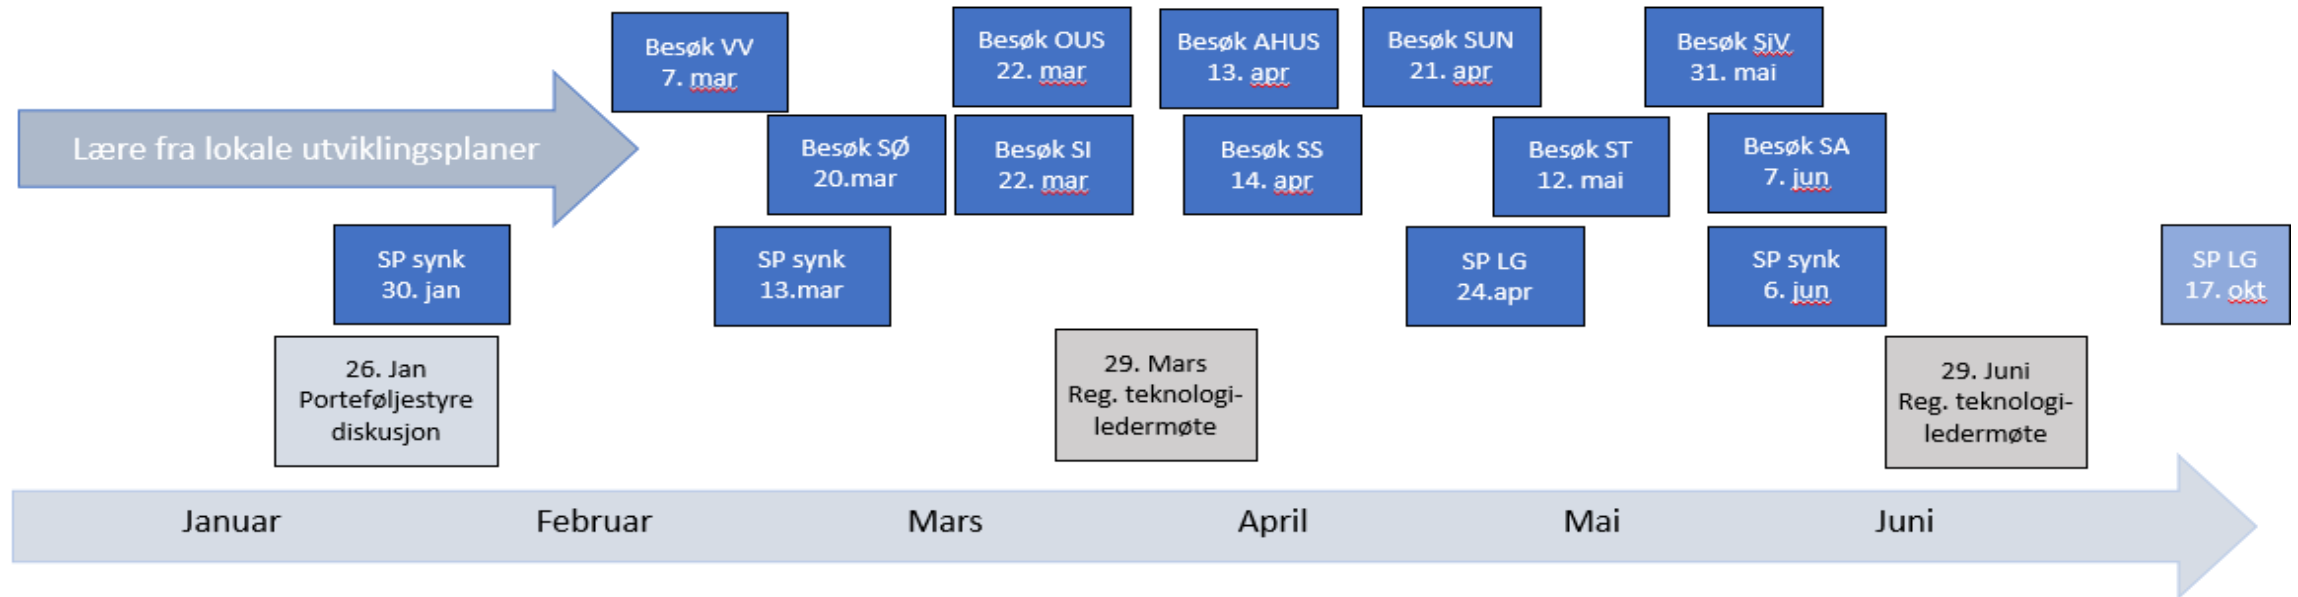 Besøk VV
7. mar
Besøk OUS
22. mar
Besøk AHUS
13. apr
Besøk SUN
21. apr
Besøk SiV
31. mai
Lære fra lokale utviklingsplaner
Besøk SØ
20.mar
Besøk SI
22. mar
Besøk SS
14. apr
Besøk ST
12. mai
Besøk SA
7. jun
SP synk
30. jan
SP synk
13.mar
SP LG
24.apr
SP synk
6. jun
SP LG
17. okt
26. Jan
Porteføljestyre
diskusjon
29. Mars
Reg. teknologi-
ledermøte
29. Juni
Reg. teknologi-
ledermøte
Januar
Februar
Mars
April
Mai
Juni